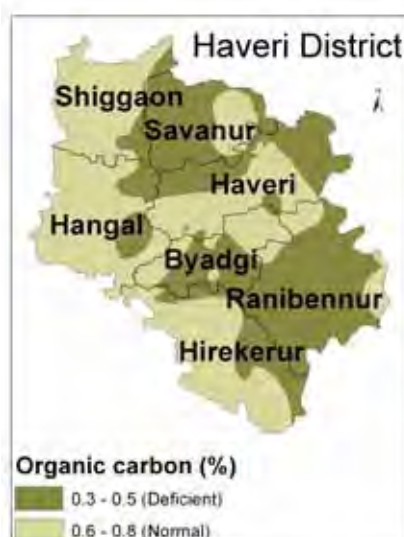 Haveri District
Shiggaon
λ
Savanur
Haveri
Hangal
Byadgi
Ranibennur
Hirekerur
Organic carbon (%)
0.3 - 0.5 (Deficient)
0.6 - 0.8 (Normal)